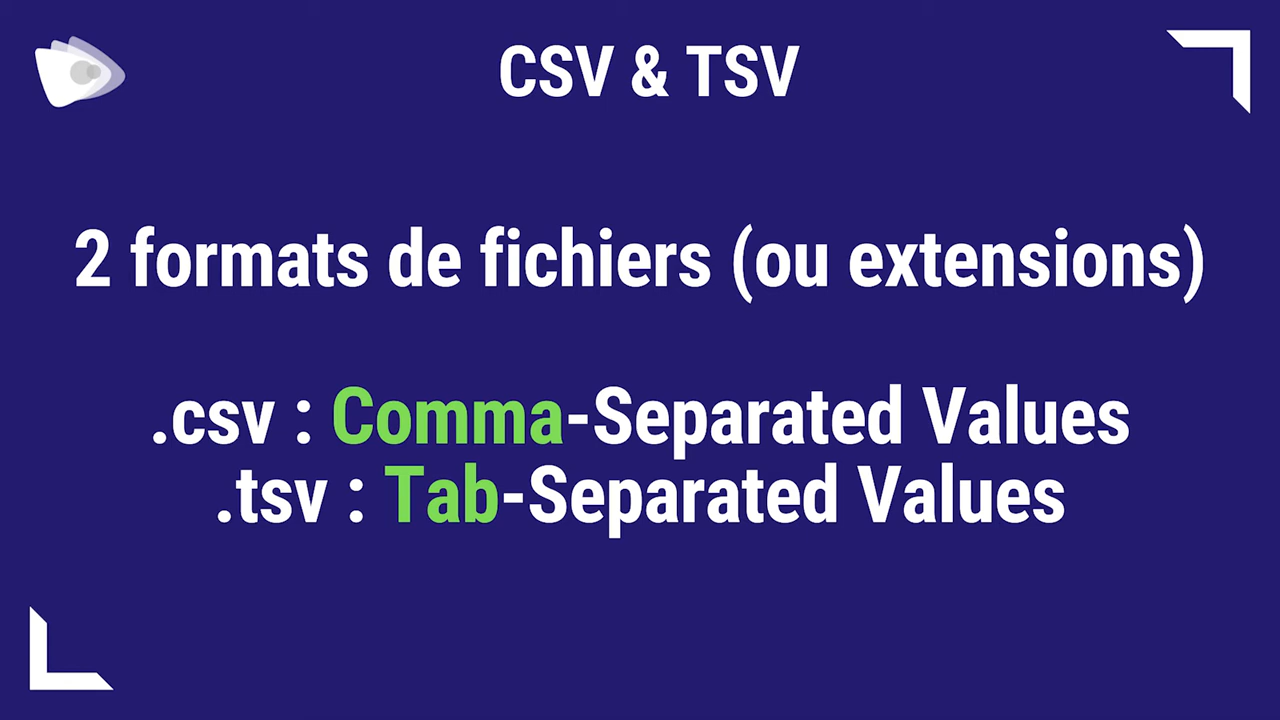 CSV & TSV
2 formats de fichiers (ou extensions)
.csv : Comma-Separated Values
.tsv : Tab-Separated Values